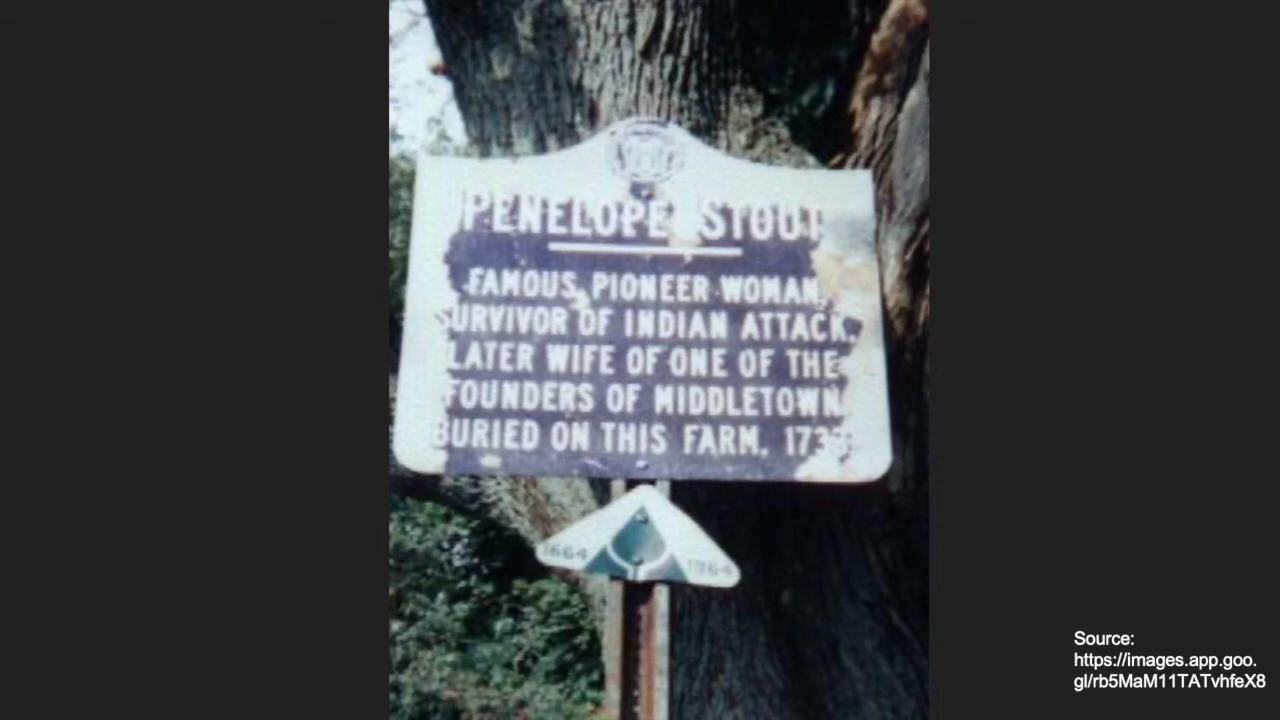 PENELOPE STOUT
FAMOUS PIONEER WOMAN,
SURVIVOR OF INDIAN ATTACK.
LATER WIFE OF ONE OF THE
FOUNDERS OF MIDDLETOWN
BURIED ON THIS FARM.
1664
1964
Source:
https://images.app.goo.
gl/rb5MaM11TATvhfeX8